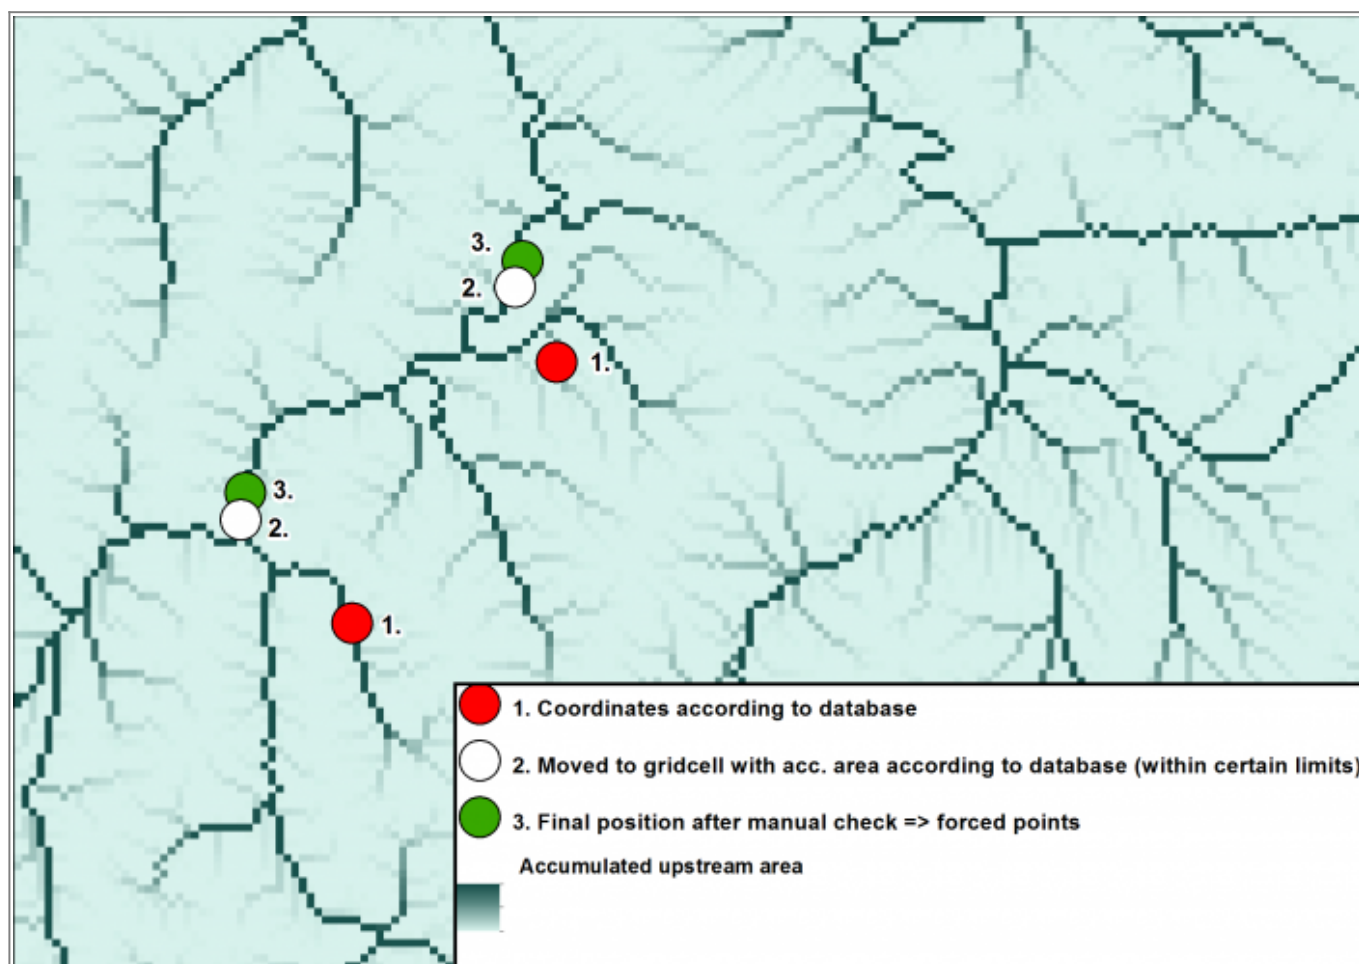 3.
2.
1.
3.
2.
1.
1. Coordinates according to database
2. Moved to gridcell with acc. area according to database (within certain limits)
3. Final position after manual check => forced points
Accumulated upstream area